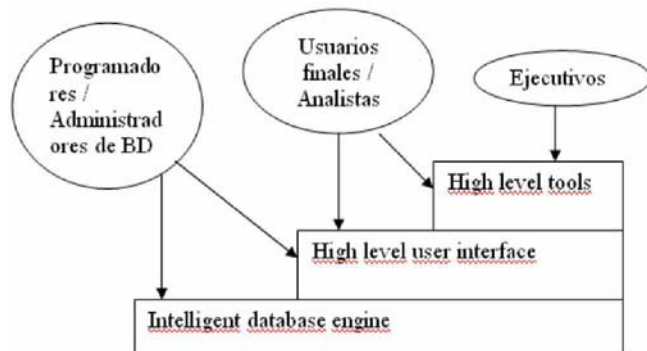 Programado
res /
Administrad
ores de BD
Usuarios
finales /
Analistas
Ejecutivos
High level tools
High level user interface
Intelligent database engine